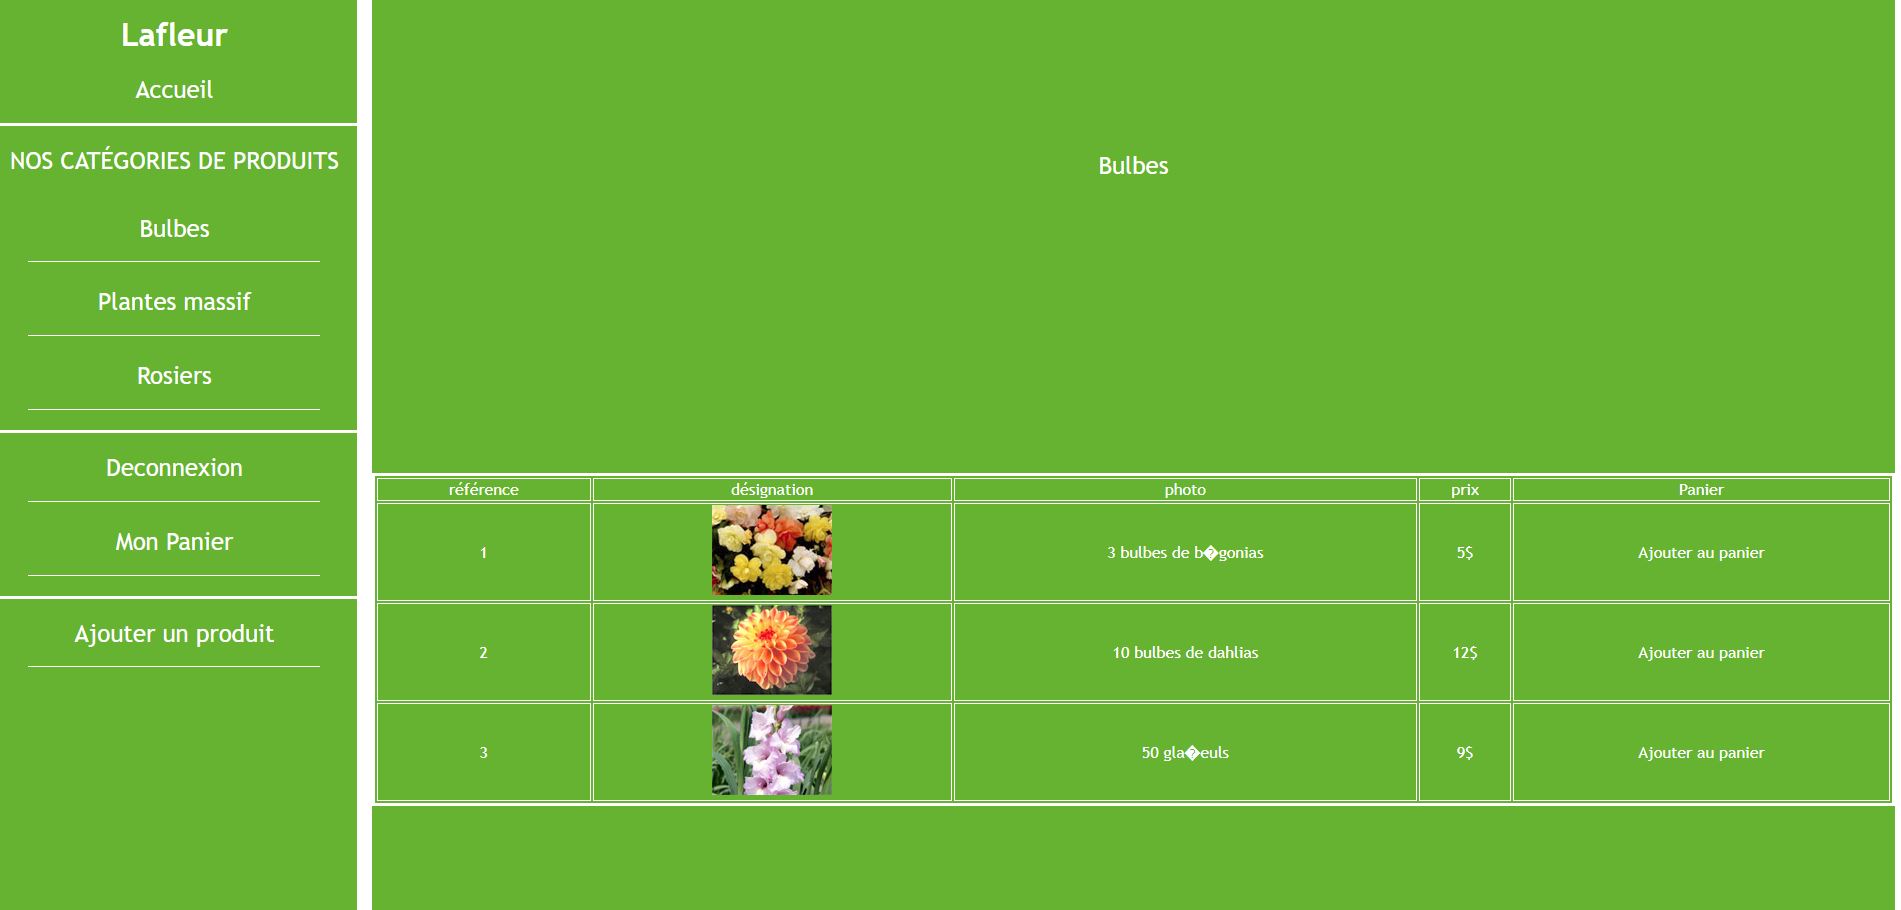 Lafleur
Accueil
NOS CATÉGORIES DE PRODUITS
Bulbes
Plantes massif
Rosiers
Deconnexion
Mon Panier
Ajouter un produit
Bulbes
référence désignation photo prix Panier
1 3 bulbes de b�gonias 5$ Ajouter au panier
2 10 bulbes de dahlias 12$ Ajouter au panier
3 50 gla�euls 9$ Ajouter au panier